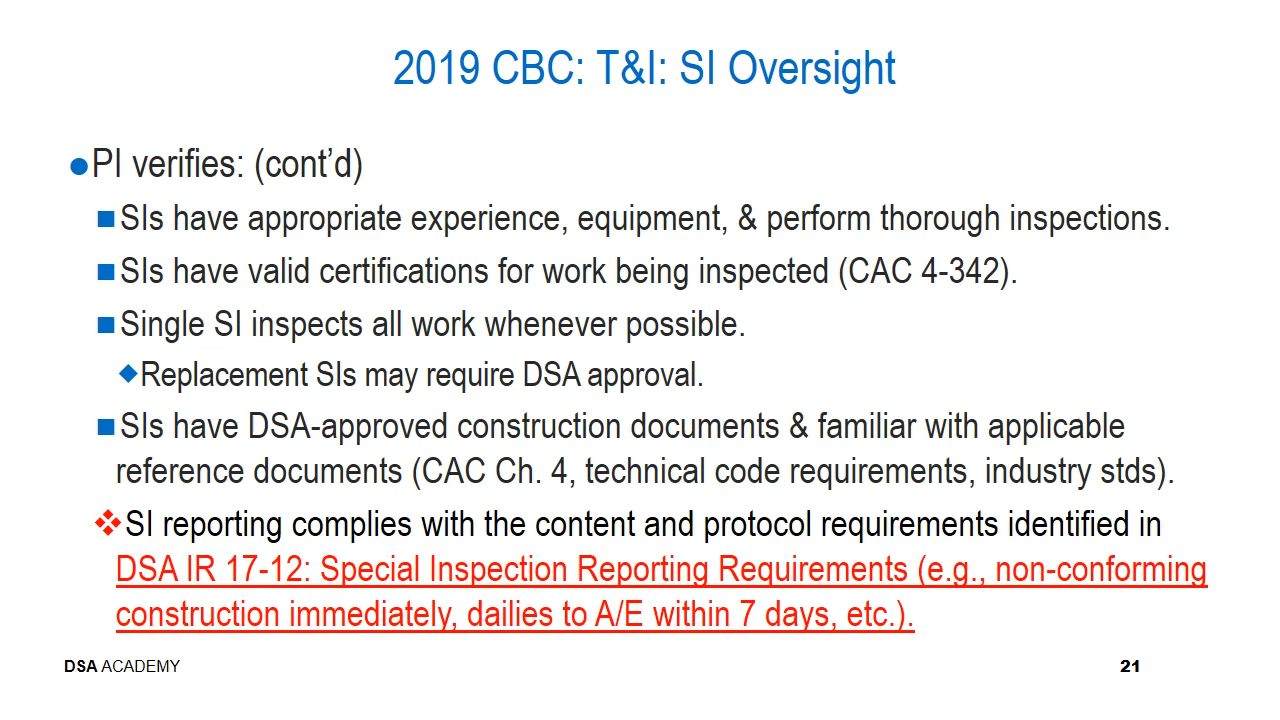 2019 CBC: T&I: SI Oversight
PI verifies: (cont’d)
SIs have appropriate experience, equipment, & perform thorough inspections.
SIs have valid certifications for work being inspected (CAC 4-342).
Single SI inspects all work whenever possible.
Replacement SIs may require DSA approval.
SIs have DSA-approved construction documents & familiar with applicable
reference documents (CAC Ch. 4, technical code requirements, industry stds).
SI reporting complies with the content and protocol requirements identified in
DSA IR 17-12: Special Inspection Reporting Requirements (e.g., non-conforming
construction immediately, dailies to A/E within 7 days, etc.).
DSA ACADEMY
21